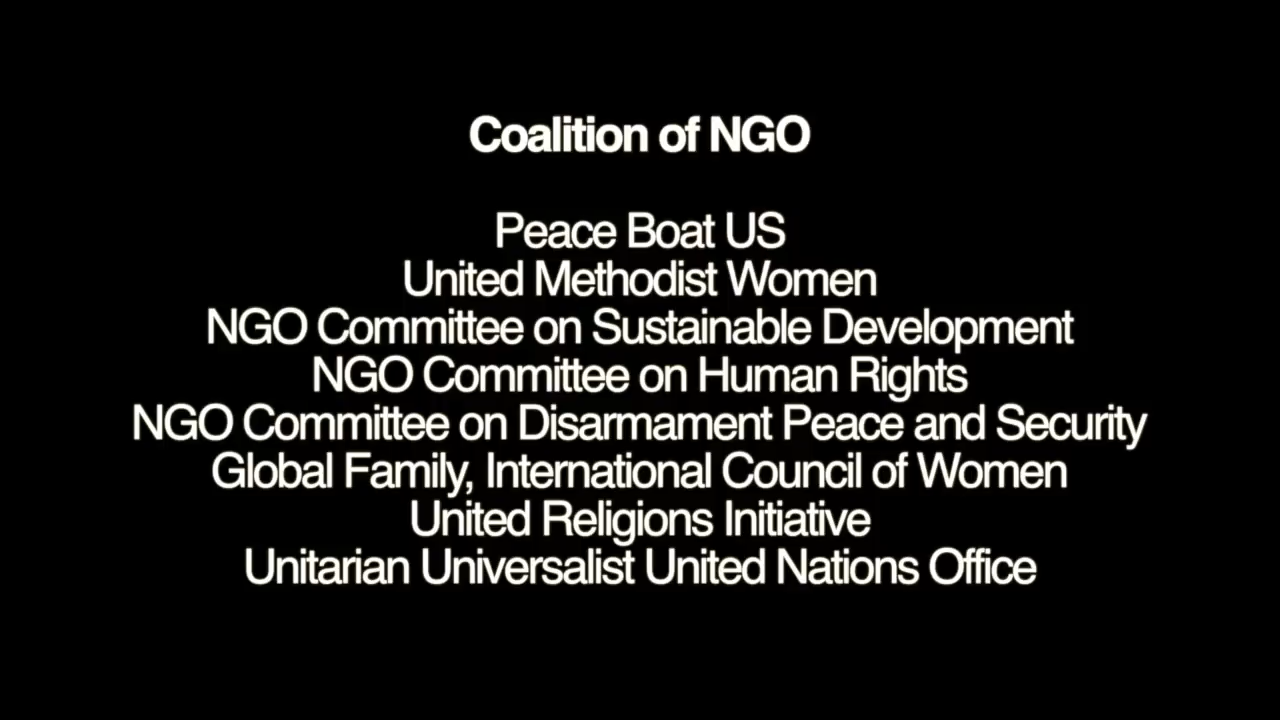 Coalition of NGO
Peace Boat US
United Methodist Women
NGO Committee on Sustainable Development
NGO Committee on Human Rights
NGO Committee on Disarmament Peace and Security
Global Family, International Council of Women
United Religions Initiative
Unitarian Universalist United Nations Office